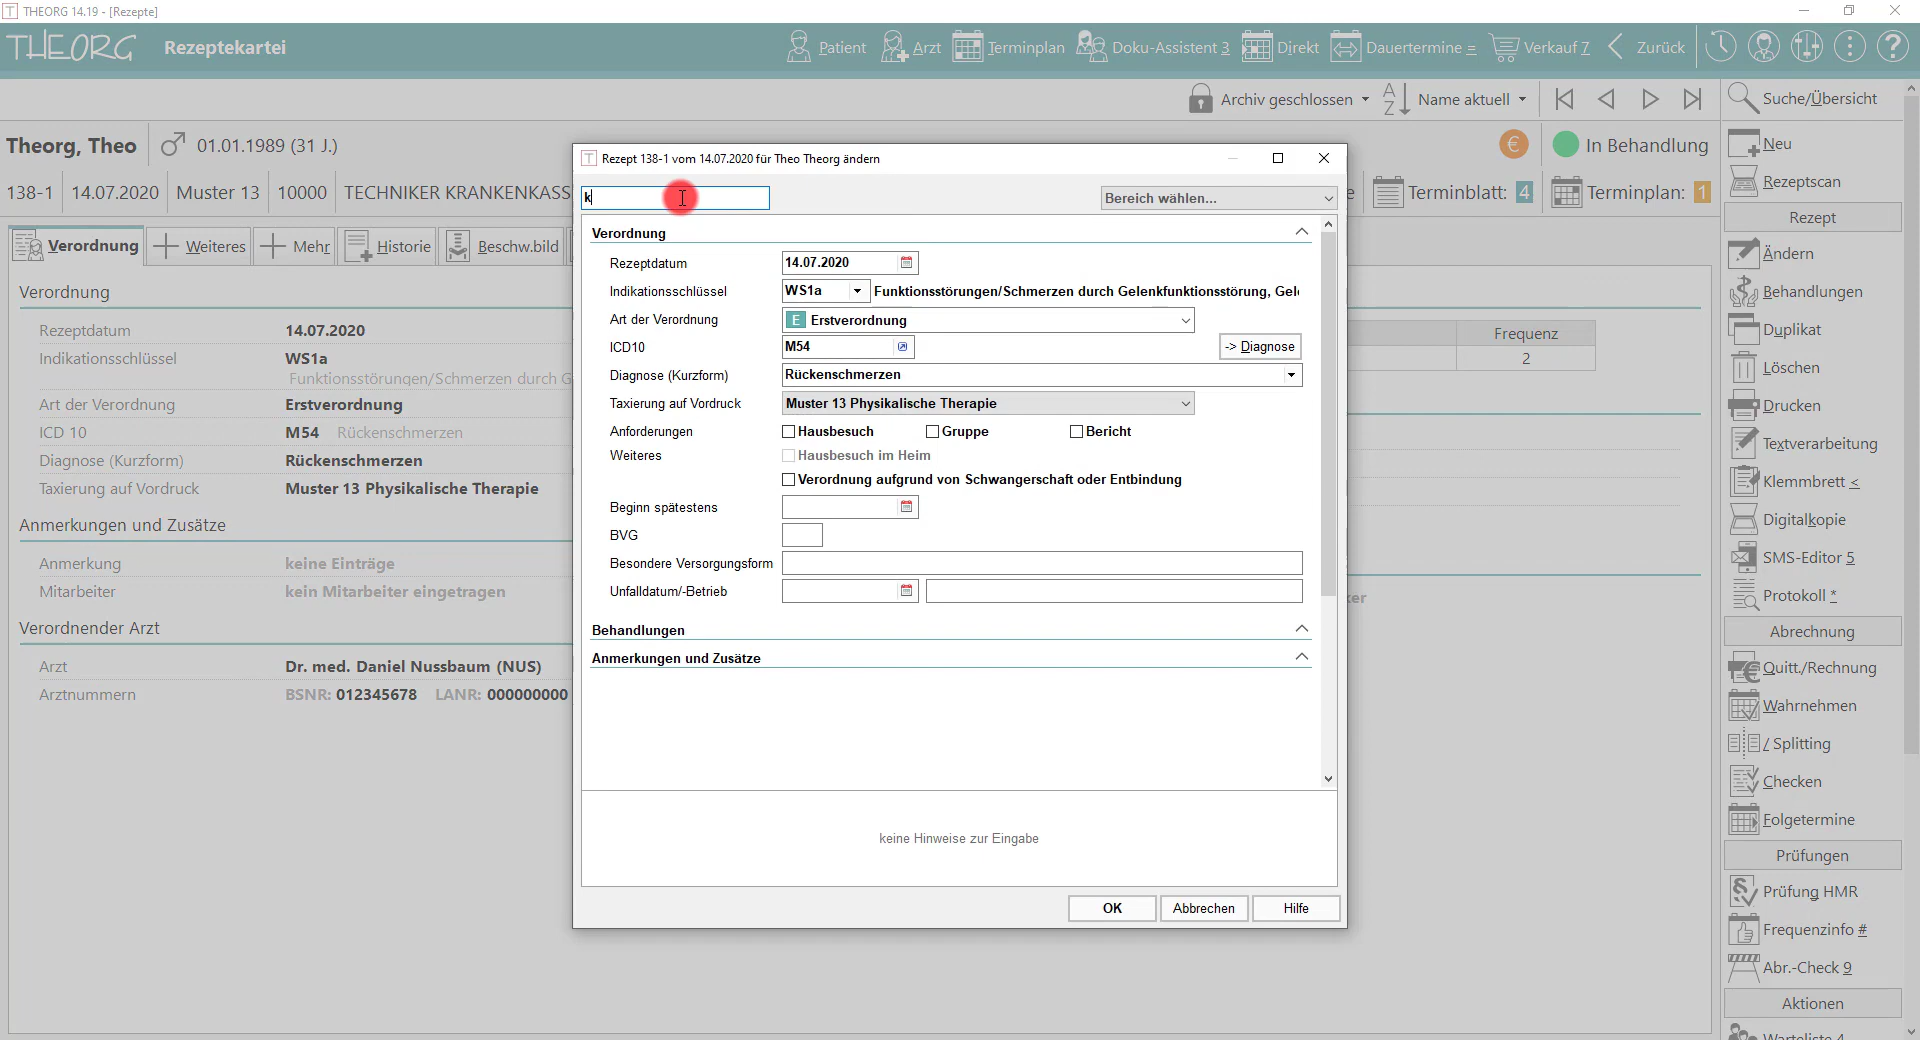 THEORG 14.19 - [Rezepte]
THEORG Rezeptekartei Patient Arzt Terminplan Doku-Assistent 3 Direkt Dauertermine = Verkauf 7 Zurück
Archiv geschlossen A Z Name aktuell Suche/Übersicht
Theorg, Theo 01.01.1989 (31 J.) € In Behandlung
138-1 14.07.2020 Muster 13 10000 TECHNIKER KRANKENKASS e Terminblatt: 4 Terminplan: 1
Verordnung Weiteres Mehr Historie Beschw.bild
Verordnung
Rezeptdatum 14.07.2020
Indikationsschlüssel WS1a
Funktionsstörungen/Schmerzen durch G
Art der Verordnung Erstverordnung
ICD 10 M54 Rückenschmerzen
Diagnose (Kurzform) Rückenschmerzen
Taxierung auf Vordruck Muster 13 Physikalische Therapie
Anmerkungen und Zusätze
Anmerkung keine Einträge
Mitarbeiter kein Mitarbeiter eingetragen
Verordnender Arzt
Arzt Dr. med. Daniel Nussbaum (NUS)
Arztnummern BSNR: 012345678 LANR: 000000000
Rezept 138-1 vom 14.07.2020 für Theo Theorg ändern
k Bereich wählen...
Verordnung
Rezeptdatum 14.07.2020
Indikationsschlüssel WS1a Funktionsstörungen/Schmerzen durch Gelenkfunktionsstörung, Gel
Art der Verordnung E Erstverordnung
ICD10 M54 -> Diagnose
Diagnose (Kurzform) Rückenschmerzen
Taxierung auf Vordruck Muster 13 Physikalische Therapie
Anforderungen Hausbesuch Gruppe Bericht
Weiteres Hausbesuch im Heim
Verordnung aufgrund von Schwangerschaft oder Entbindung
Beginn spätestens
BVG
Besondere Versorgungsform
Unfalldatum/-Betrieb
Behandlungen
Anmerkungen und Zusätze
keine Hinweise zur Eingabe
OK Abbrechen Hilfe
Frequenz
2
er
Neu
Rezeptscan
Rezept
Ändern
Behandlungen
Duplikat
Löschen
Drucken
Textverarbeitung
Klemmbrett <
Digitalkopie
SMS-Editor 5
Protokoll *
Abrechnung
Quitt./Rechnung
Wahrnehmen
/ Splitting
Checken
Folgetermine
Prüfungen
Prüfung HMR
Frequenzinfo #
Abr.-Check 9
Aktionen
Warteliste 4